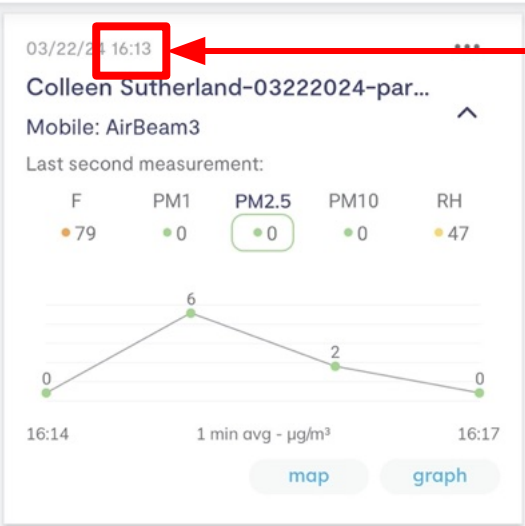 03/22/24 16:13
Colleen Sutherland-03222024-par...
Mobile: AirBeam3
Last second measurement:
F PM1 PM2.5 PM10 RH
79 0 0 0 47
6
2
0 0
16:14 1 min avg - µg/m³ 16:17
map graph